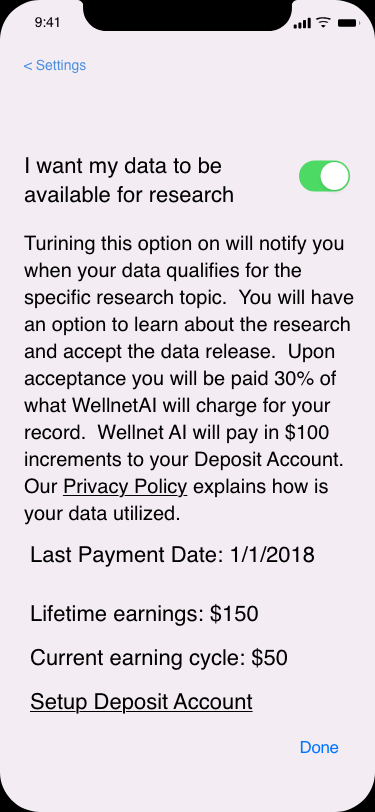 9:41
< Settings
I want my data to be
available for research
Turining this option on will notify you
when your data qualifies for the
specific research topic.  You will have
an option to learn about the research
and accept the data release.  Upon
acceptance you will be paid 30% of
what WellnetAI will charge for your
record.  Wellnet AI will pay in $100
increments to your Deposit Account.
Our Privacy Policy explains how is
your data utilized.
Last Payment Date: 1/1/2018
Lifetime earnings: $150
Current earning cycle: $50
Setup Deposit Account
Done